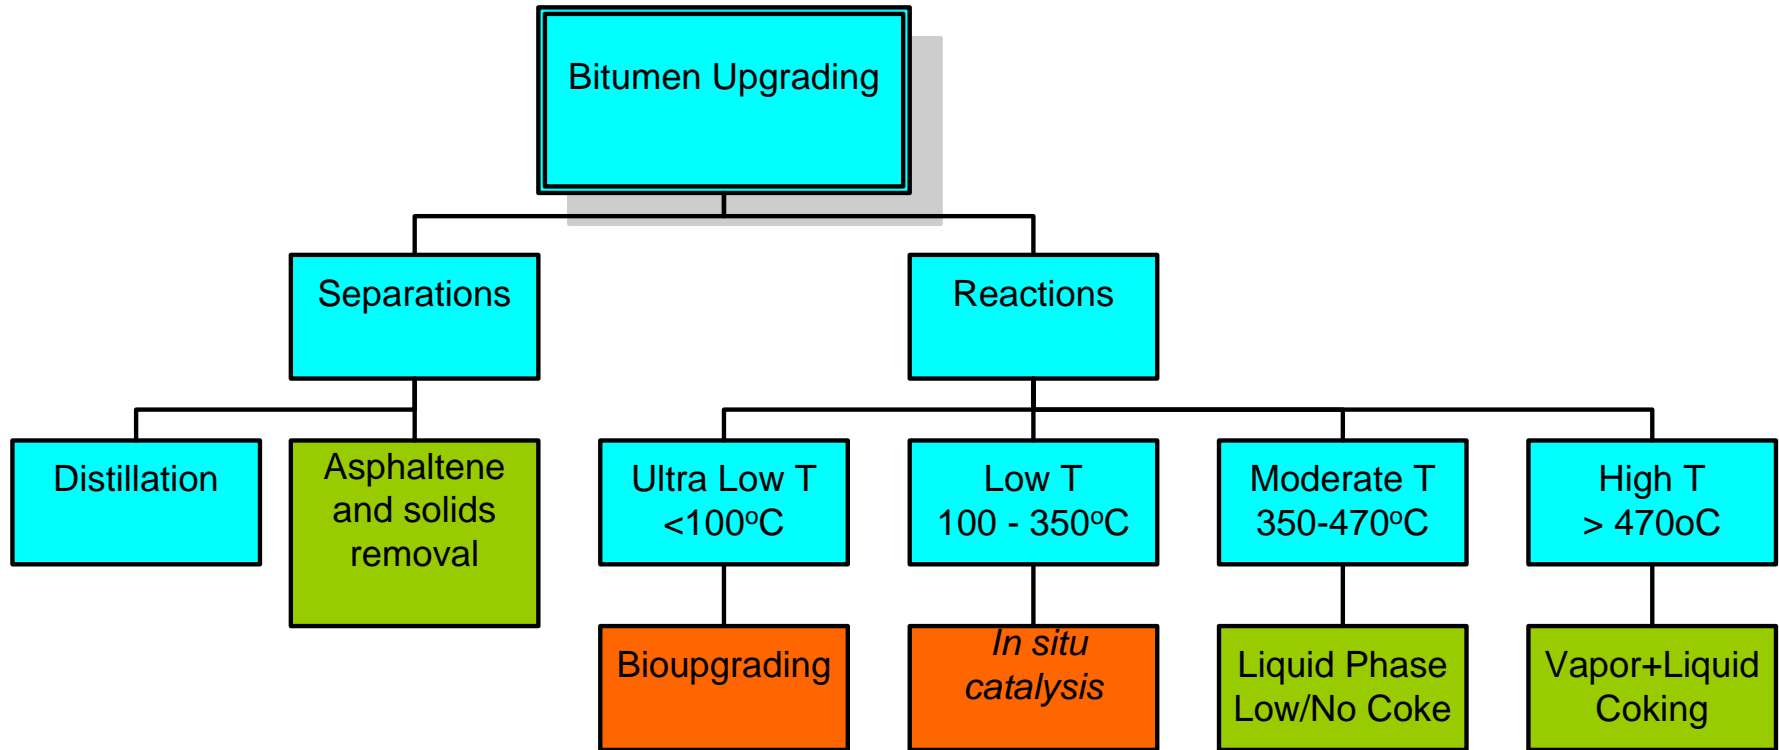 Bitumen Upgrading
Separations
Reactions
Distillation
Asphaltene
and solids
removal
Ultra Low T
<100ºC
Low T
100 - 350ºC
Moderate T
350-470ºC
High T
> 470oC
Bioupgrading
In situ
catalysis
Liquid Phase
Low/No Coke
Vapor+Liquid
Coking